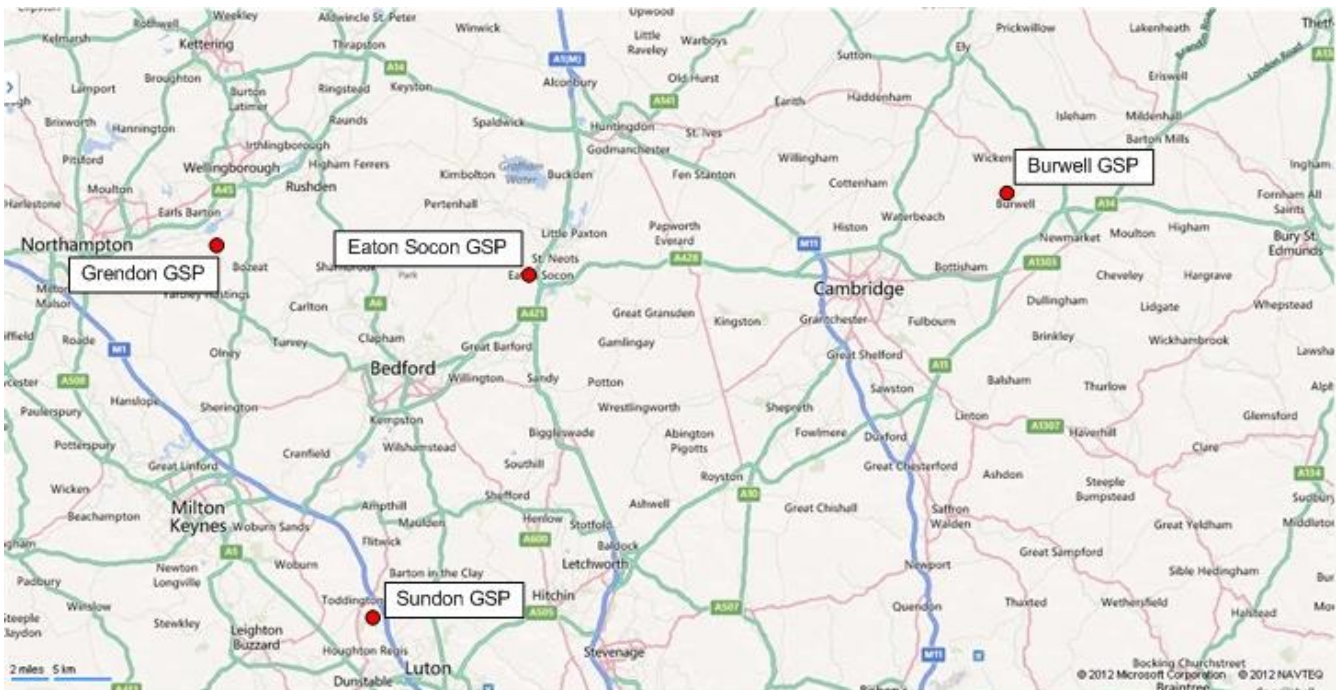 Weekley
Aldwincle St. Peter
Winwick
Upwood
Prickwillow
Lakenheath
Rothwell
Kelmarsh
Kettering
Thrapston
A14
Keyston
A1(M)
Little
Raveley
Warboys
Sutton
Ely
Brandon Road
London Road
Lamport
Broughton
Burton
Latimer
Ringstead
Alconbury
Old Hurst
Haddenham
Eriswell
Brixworth
Hannington
Raunds
Spaldwick
A141
Earith
Isleham
Mildenhall
Irthlingborough
Huntingdon
St. Ives
Barton Mills
Pitsford
Wellingborough
Higham Ferrers
Godmanchester
Willingham
Wicken
Ingham
Moulton
A45
Rushden
Kimbolton
Grafham
Water
Buckden
Fen Stanton
Cottenham
Burwell GSP
Harlestone
Earls Barton
Pertenhall
Waterbeach
Burwell
A14
Fornham All
Saints
Northampton
Eaton Socon GSP
Little Paxton
Papworth
Everard
M11
Histon
Newmarket
Moulton
Higham
Bury St.
Edmunds
Grendon GSP
Bozeat
Park
St. Neots
A428
Bottisham
A1303
Cheveley
Hargrave
Yardley Hastings
Carlton
A6
Cambridge
Dullingham
Lidgate
Whepstead
Roade
M1
Turvey
Clapham
A421
Great Gransden
Kingston
Grantchester
Fulbourn
Brinkley
Wickhambrook
Olney
Great Barford
Gamlingay
Great Shelford
A11
A508
Hanslope
Bedford
Willington
Sandy
Potton
Sawston
Balsham
Thurlow
Paulerspury
Sherington
Kempston
Wrestlingworth
Shepreth
Linton
Glemsford
Potterspury
Wilshamstead
Biggleswade
Abington
Pigotts
Fowlmere
Duxford
A1307
Haverhill
Clare
Great Linford
Cranfield
Southill
Royston
Great Chesterford
Ashdon
A134
Wicken
Milton
Keynes
Ampthill
Shefford
Ashwell
A10
Steeple
Bumpstead
Beachampton
Woburn Sands
Maulden
Henlow
Stotfold
Great Chishall
Saffron
Walden
Great Yeldham
A5
Flitwick
A600
Baldock
Great Sampford
Newton
Longville
Woburn
Barton in the Clay
Letchworth
Newport
Sible Hedingham
Padbury
Winslow
Toddington
Sundon GSP
Hitchin
A505
A507
Quendon
Thaxted
Wethersfield
Halstead
Stewkley
Leighton
Buzzard
Houghton Regis
Stevenage
M11
2 miles 5 km
Luton
Dunstable
Bocking Churchstreet
© 2012 Microsoft Corporation © 2012 NAVTEQ
Braintree